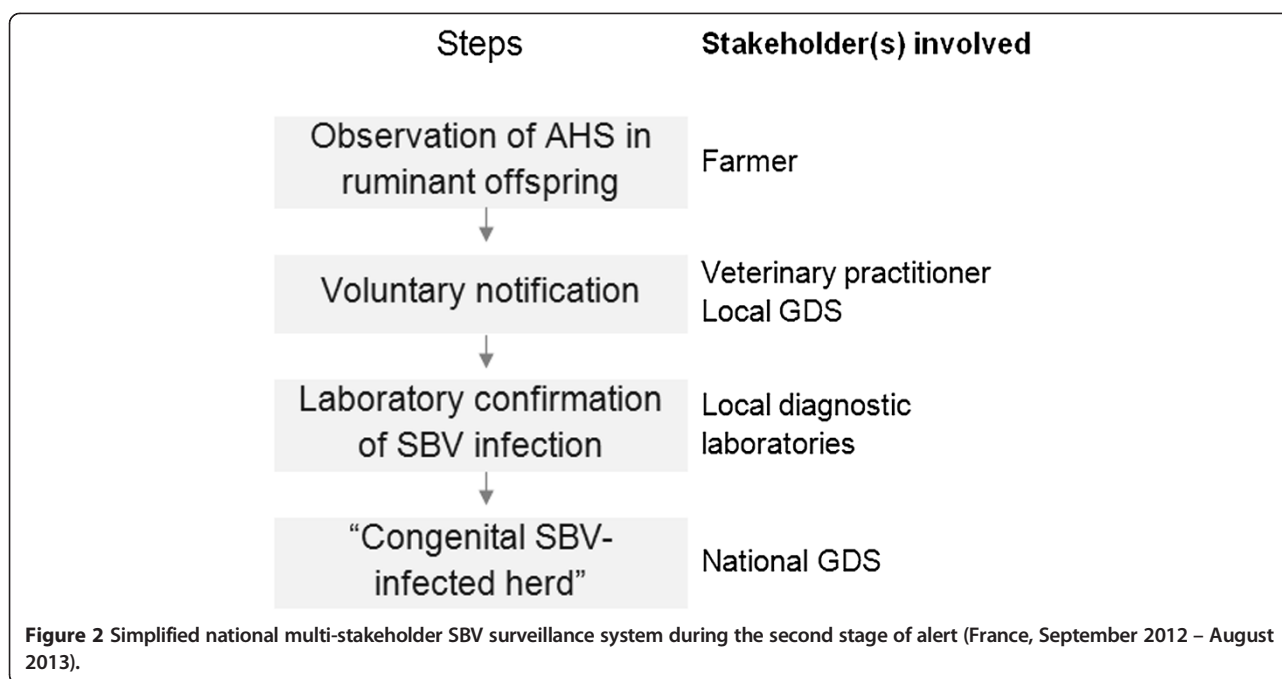 Steps
Stakeholder(s) involved
Observation of AHS in
ruminant offspring
Farmer
Voluntary notification
Veterinary practitioner
Local GDS
Laboratory confirmation
of SBV infection
Local diagnostic
laboratories
“Congenital SBV-
infected herd”
National GDS
Figure 2 Simplified national multi-stakeholder SBV surveillance system during the second stage of alert (France, September 2012 – August
2013).